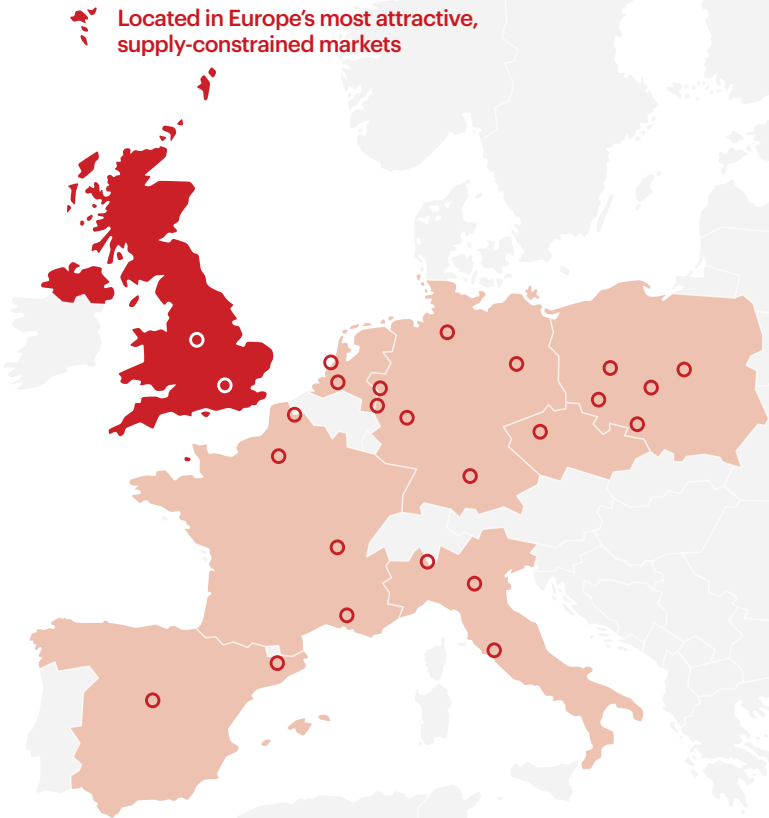 Located in Europe’s most attractive,
supply-constrained markets